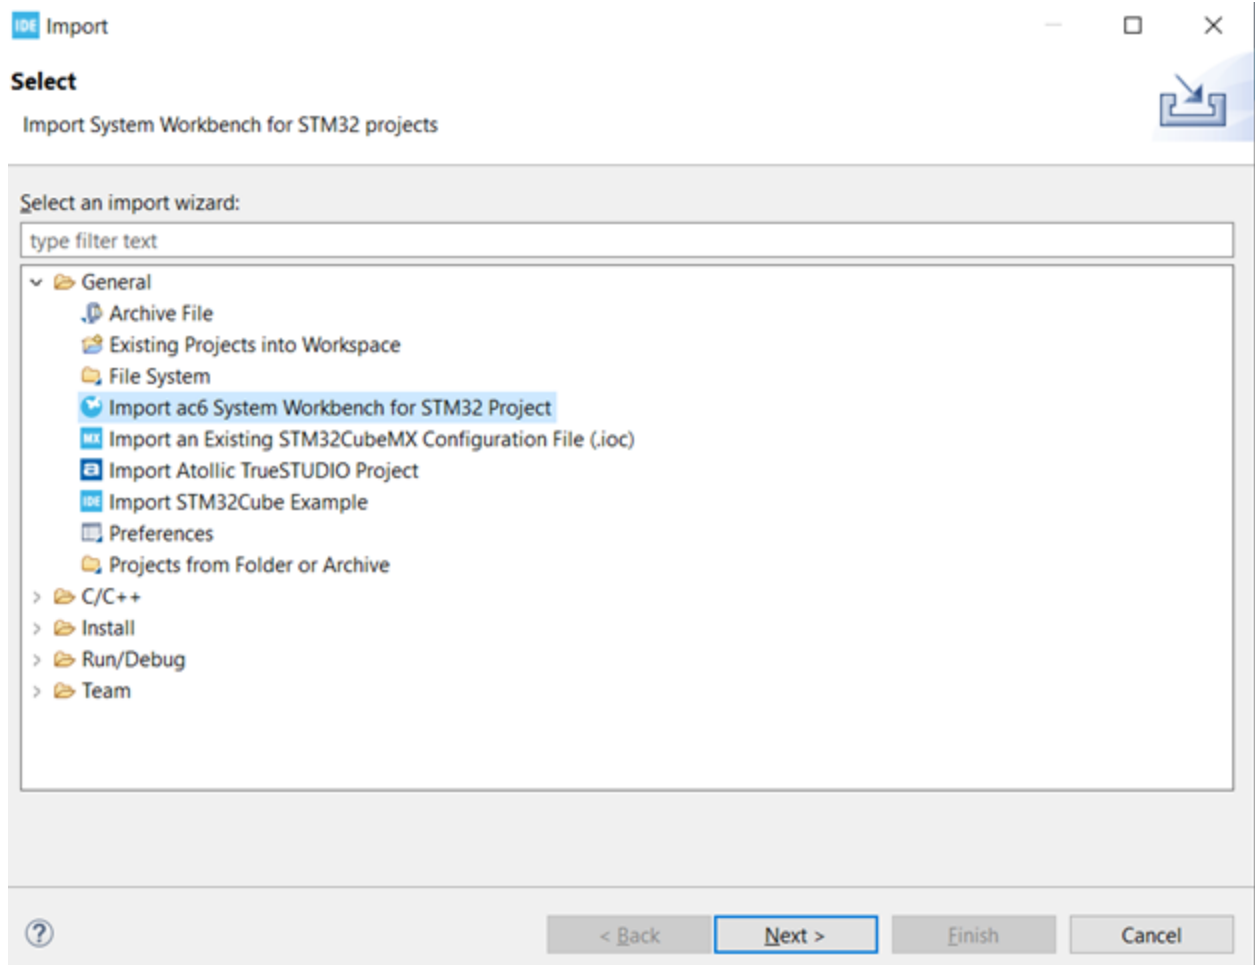 IDE Import
Select
Import System Workbench for STM32 projects
Select an import wizard:
type filter text
General
Archive File
Existing Projects into Workspace
File System
Import ac6 System Workbench for STM32 Project
MX Import an Existing STM32CubeMX Configuration File (.ioc)
a Import Atollic TrueSTUDIO Project
IDE Import STM32Cube Example
Preferences
Projects from Folder or Archive
C/C++
Install
Run/Debug
Team
? < Back Next > Finish Cancel